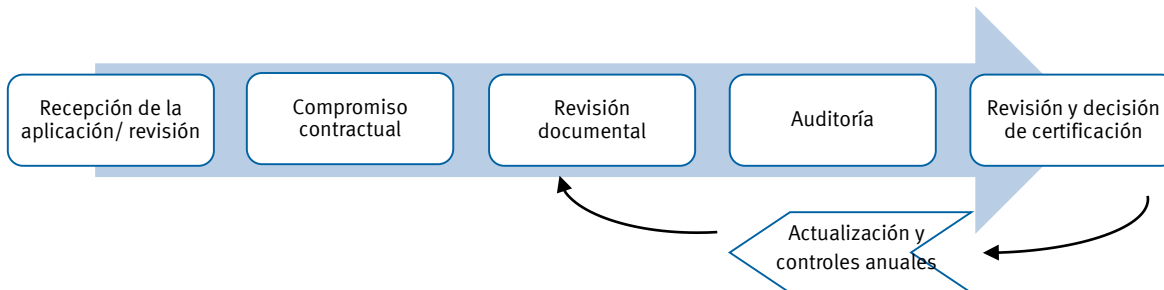 Recepción de la
aplicación/ revisión
Compromiso
contractual
Revisión
documental
Auditoría
Revisión y decisión
de certificación
Actualización y
controles anuales